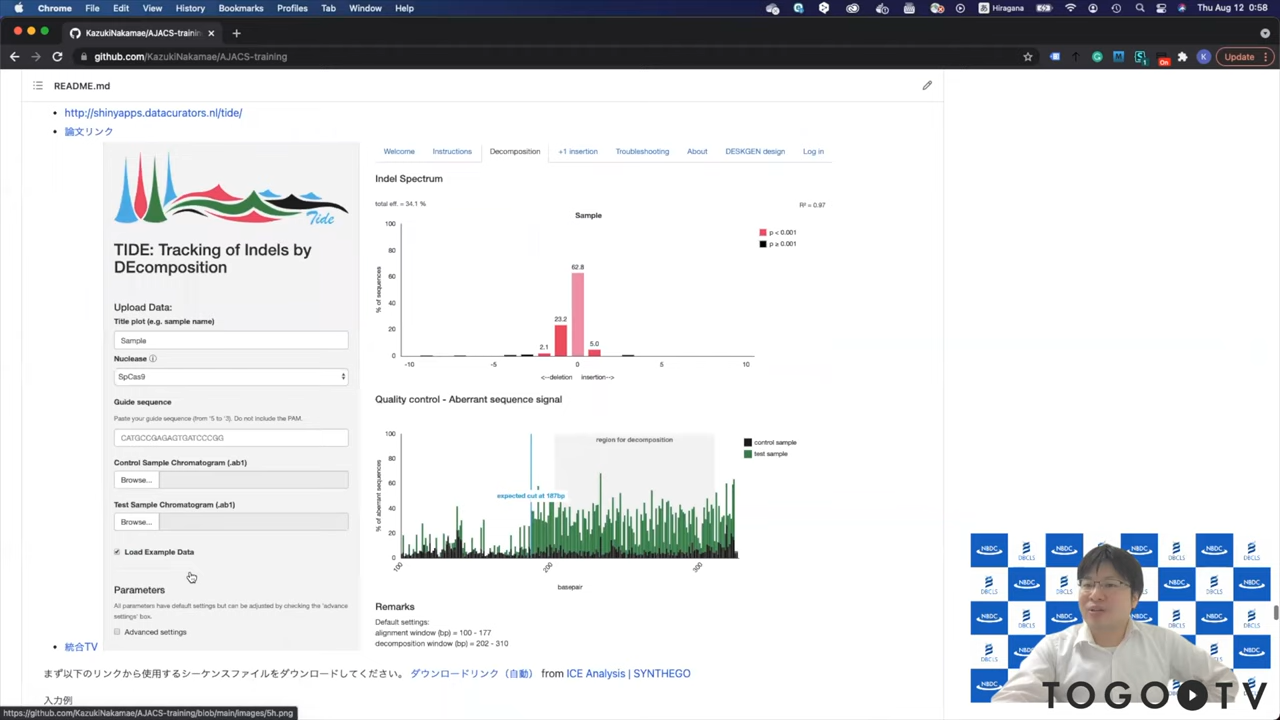 Chrome File Edit View History Bookmarks Profiles Tab Window Help
Hiragana
Thu Aug 12 0:58
KazukiNakamae/AJACS-trainin
github.com/KazukiNakamae/AJACS-training
Update
README.md
http://shinyapps.datacurators.nl/tide/
論文リンク
Tide
TIDE: Tracking of Indels by
DEcomposition
Upload Data:
Title plot (e.g. sample name)
Sample
Nuclease
SpCas9
Guide sequence
Paste your guide sequence (from '5 to '3). Do not include the PAM.
CATGCCGAGAGTGATCCCGG
Control Sample Chromatogram (.ab1)
Browse...
Test Sample Chromatogram (.ab1)
Browse...
Load Example Data
Parameters
All parameters have default settings but can be adjusted by checking the 'advance
settings' box.
Advanced settings
Welcome Instructions Decomposition +1 insertion Troubleshooting About DESKGEN design Log in
Indel Spectrum
total eff. = 34.1 %
R² = 0.97
Sample
p < 0.001
p ≥ 0.001
% of sequences
100
80
60
40
20
0
62.8
23.2
2.1
5.0
-10 -5 0 5 10
<--deletion insertion-->
Quality control - Aberrant sequence signal
% of aberrant sequences
100
80
60
40
20
0
region for decomposition
control sample
test sample
expected cut at 187bp
100 200 300
basepair
Remarks
Default settings:
alignment window (bp) = 100 - 177
decomposition window (bp) = 202 - 310
統合TV
まず以下のリンクから使用するシーケンスファイルをダウンロードしてください。 ダウンロードリンク（自動） from ICE Analysis | SYNTHEGO
入力例
https://github.com/KazukiNakamae/AJACS-training/blob/main/images/5h.png
NBDC
DBCLS
TOGO TV